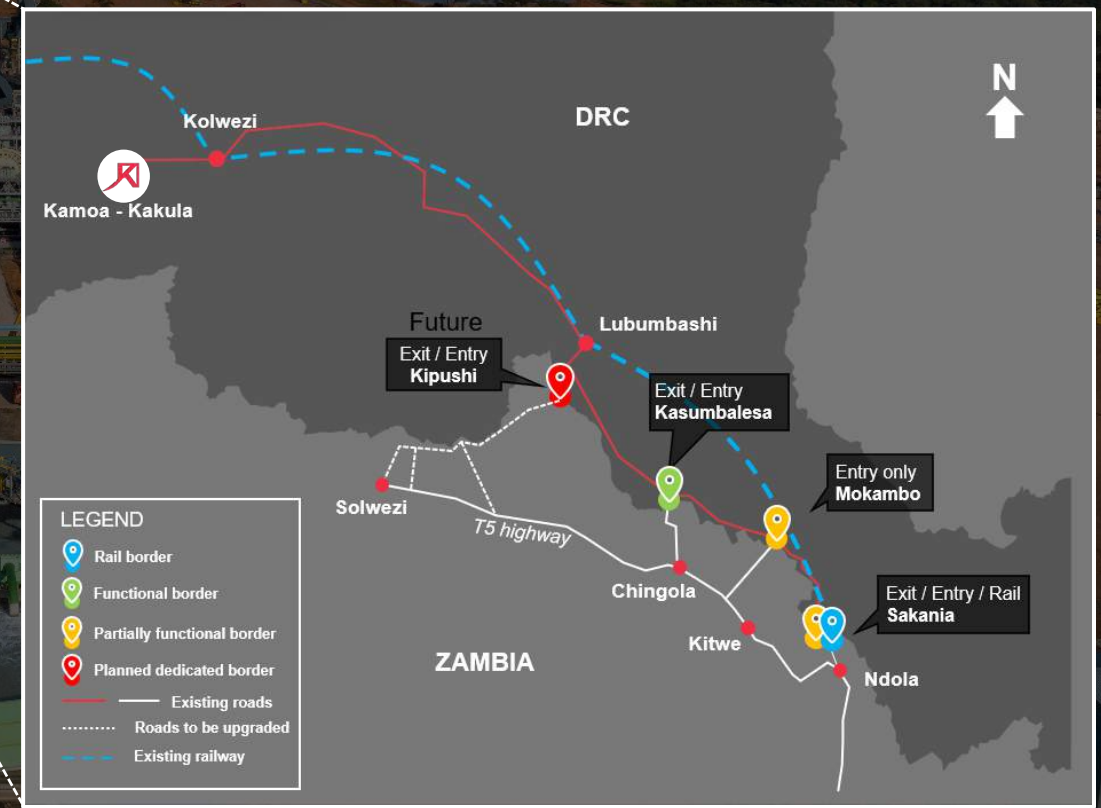 N
DRC
Kolwezi
Kamoa - Kakula
Future
Exit / Entry
Kipushi
Lubumbashi
Exit / Entry
Kasumbalesa
Entry only
Mokambo
Solwezi
T5 highway
Chingola
Exit / Entry / Rail
Sakania
Kitwe
ZAMBIA
Ndola
LEGEND
Rail border
Functional border
Partially functional border
Planned dedicated border
Existing roads
Roads to be upgraded
Existing railway